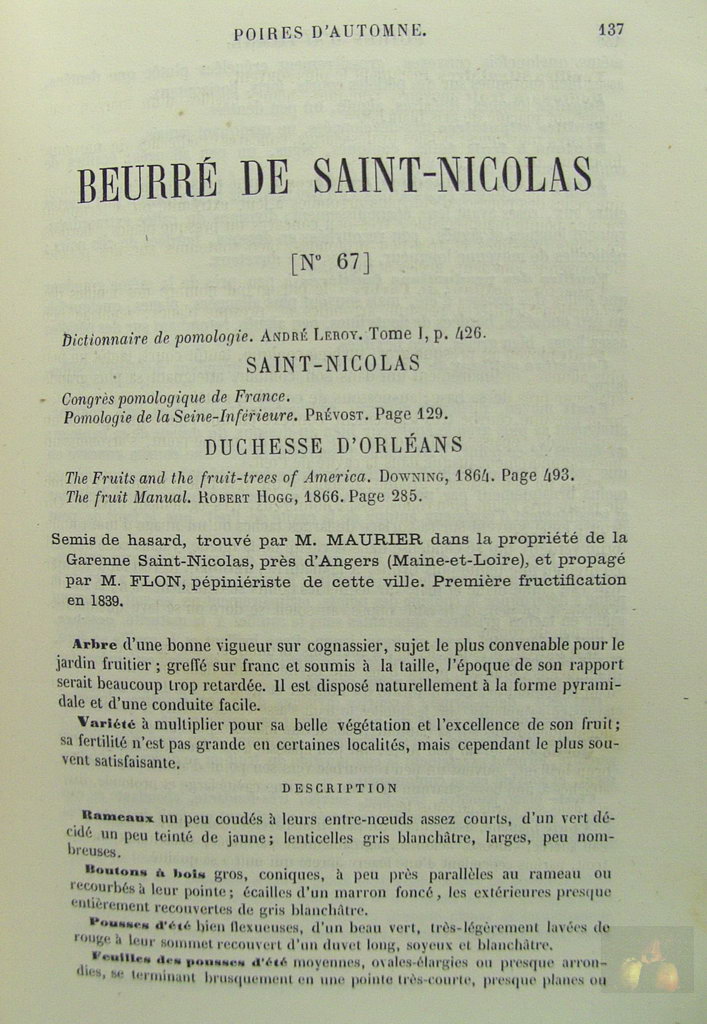 POIRES D'AUTOMNE. 137
BEURRÉ DE SAINT-NICOLAS
[N° 67]
Dictionnaire de pomologie. ANDRÉ LEROY. Tome I, p. 426.
SAINT-NICOLAS
Congrès pomologique de France.
Pomologie de la Seine-Inférieure. PRÉVOST. Page 129.
DUCHESSE D'ORLÉANS
The Fruits and the fruit-trees of America. DOWNING, 1864. Page 493.
The fruit Manual. ROBERT HOGG, 1866. Page 285.
Semis de hasard, trouvé par M. MAURIER dans la propriété de la
Garenne Saint-Nicolas, près d'Angers (Maine-et-Loire), et propagé
par M. FLON, pépiniériste de cette ville. Première fructification
en 1839.
Arbre d'une bonne vigueur sur cognassier, sujet le plus convenable pour le
jardin fruitier ; greffé sur franc et soumis à la taille, l'époque de son rapport
serait beaucoup trop retardée. Il est disposé naturellement à la forme pyrami-
dale et d'une conduite facile.
Variété à multiplier pour sa belle végétation et l'excellence de son fruit ;
sa fertilité n'est pas grande en certaines localités, mais cependant le plus sou-
vent satisfaisante.
DESCRIPTION
Rameaux un peu coudés à leurs entre-nœuds assez courts, d'un vert dé-
cidé un peu teinté de jaune ; lenticelles gris blanchâtre, larges, peu nom-
breuses.
Boutons à bois gros, coniques, à peu près parallèles au rameau ou
recourbés à leur pointe ; écailles d'un marron foncé, les extérieures presque
entièrement recouvertes de gris blanchâtre.
Pousses d'été bien flexueuses, d'un beau vert, très-légèrement lavées de
rouge à leur sommet recouvert d'un duvet long, soyeux et blanchâtre.
Feuilles des pousses d'été moyennes, ovales-élargies ou presque arron-
dies, se terminant brusquement en une pointe très-courte, presque planes ou